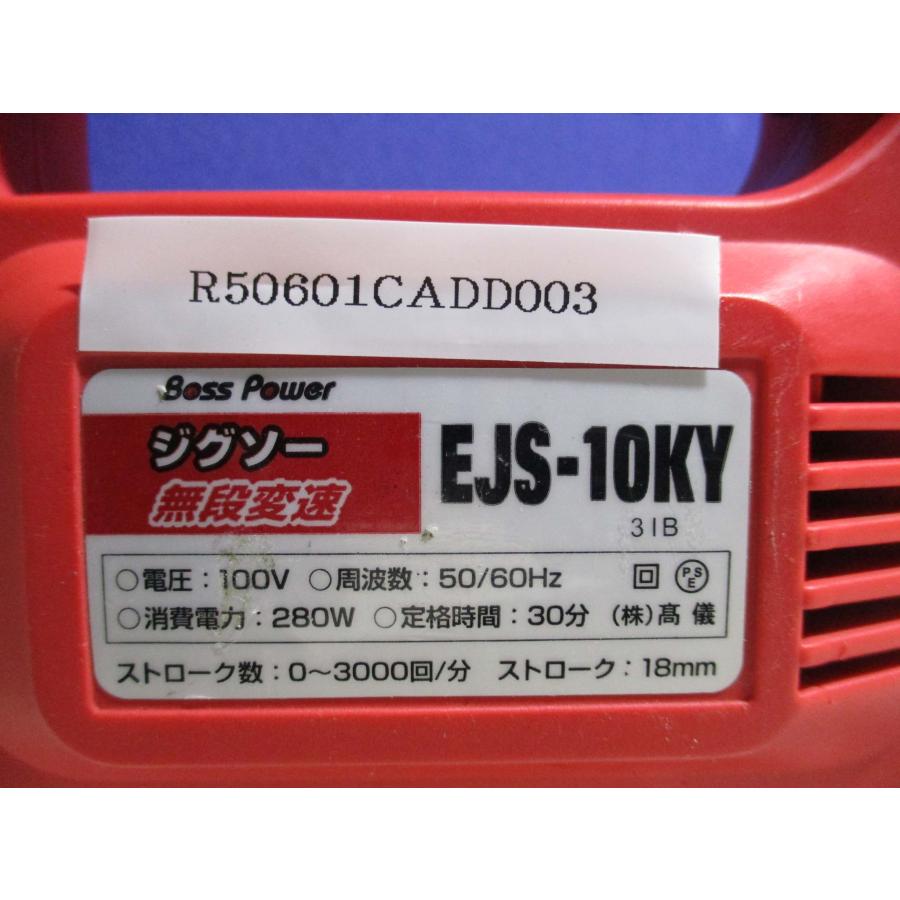 R50601CADD003
Boss Power
ジグソー
無段変速
EJS-10KY
31B
○電圧：100V ○周波数：50/60Hz
○消費電力：280W ○定格時間：30分 (株)髙儀
PSE
ストローク数：0～3000回/分 ストローク：18mm